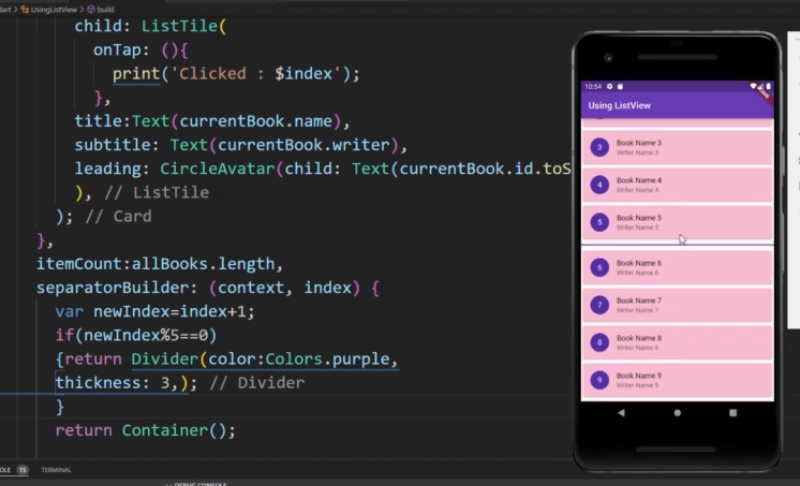 UsingListView > build
child: ListTile(
onTap: (){
print('Clicked : $index');
},
title:Text(currentBook.name),
subtitle: Text(currentBook.writer),
leading: CircleAvatar(child: Text(currentBook.id.toS
), // ListTile
); // Card
},
itemCount:allBooks.length,
separatorBuilder: (context, index) {
var newIndex=index+1;
if(newIndex%5==0)
{return Divider(color:Colors.purple,
thickness: 3,); // Divider
}
return Container();
15
TERMINAL
DEBUG CONSOLE
10:54
Using ListView
3 Book Name 3
Writer Name 3
4 Book Name 4
Writer Name 4
5 Book Name 5
Writer Name 5
6 Book Name 6
Writer Name 6
7 Book Name 7
Writer Name 7
8 Book Name 8
Writer Name 8
9 Book Name 9
Writer Name 9